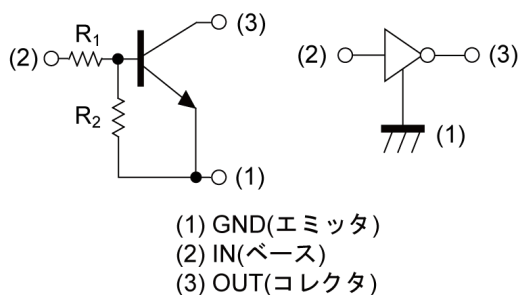 R1
(2)
(3)
R2
(1)
(2)
(3)
(1)
(1) GND(エミッタ)
(2) IN(ベース)
(3) OUT(コレクタ)